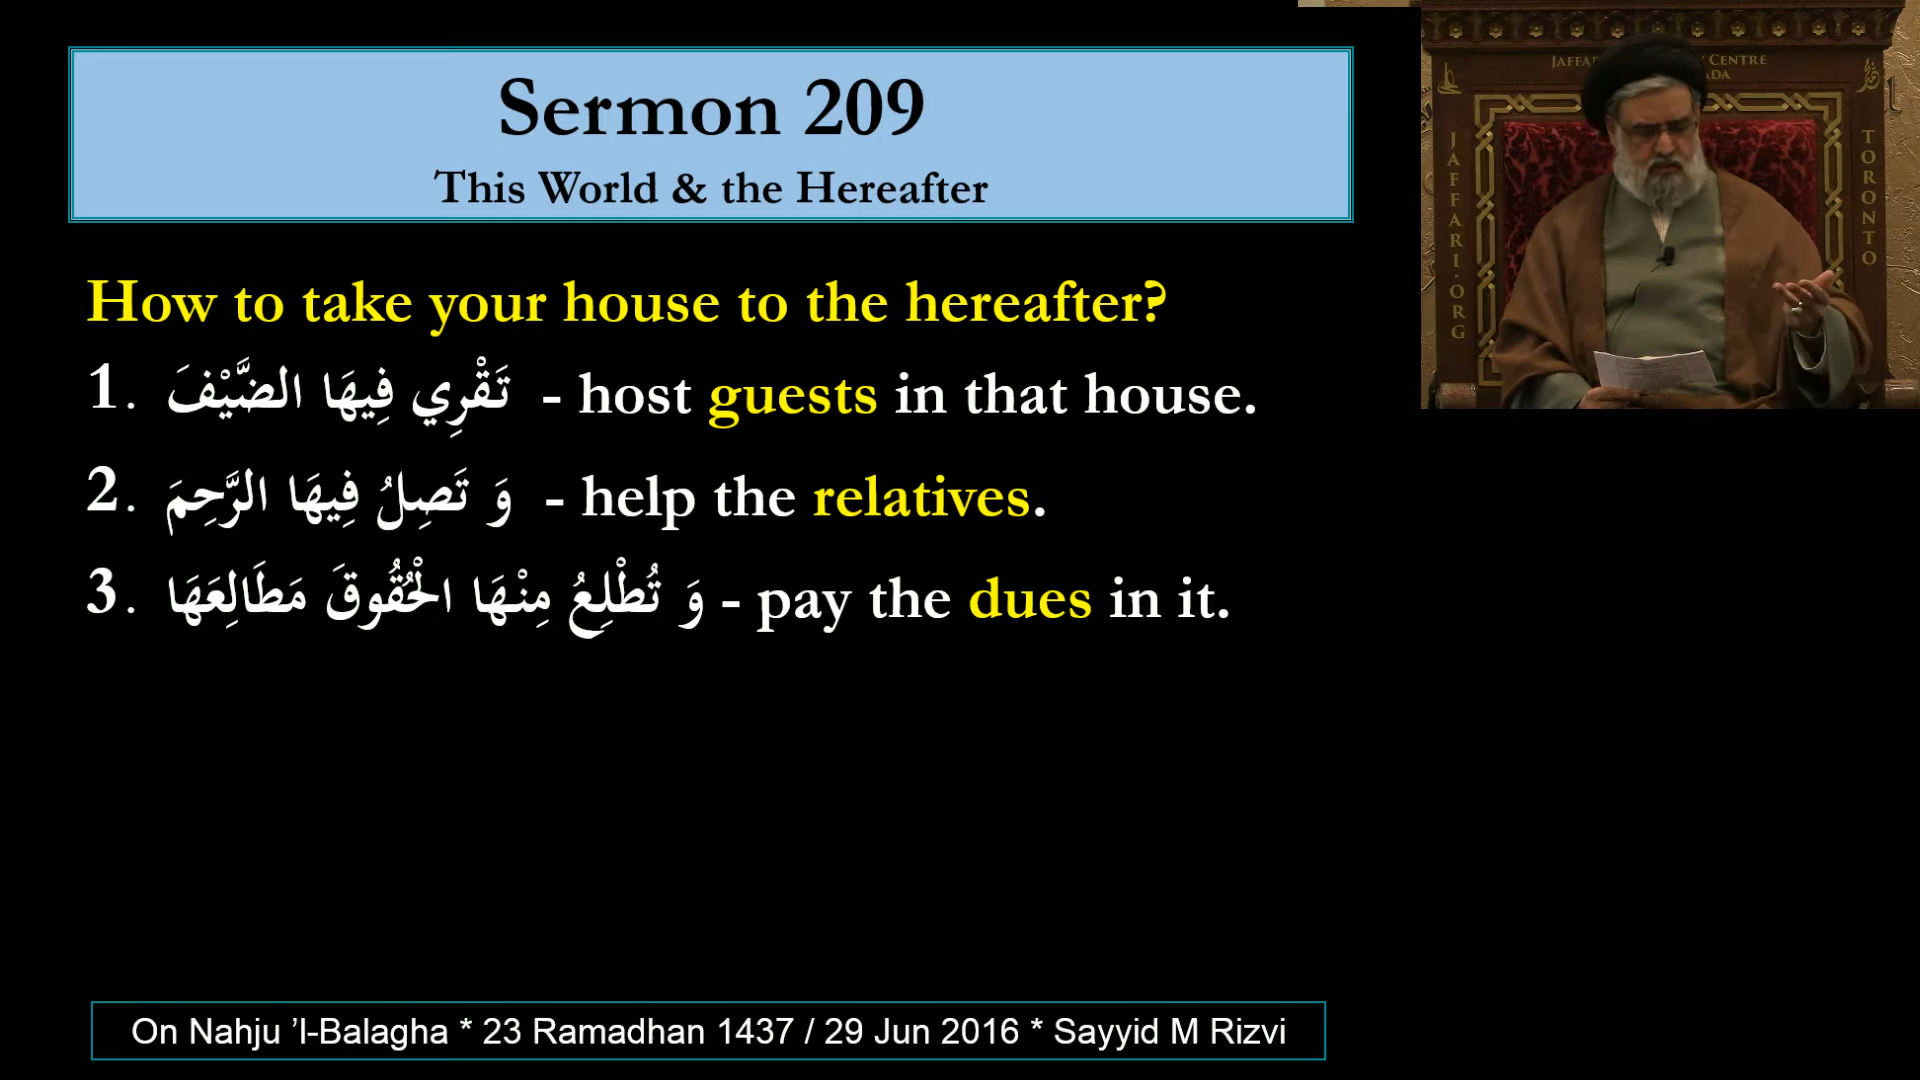 Sermon 209
This World & the Hereafter
How to take your house to the hereafter?
1. تَقْرِي فِيهَا الضَّيْفَ - host guests in that house.
2. وَ تَصِلُ فِيهَا الرَّحِمَ - help the relatives.
3. وَ تُطْلِعُ مِنْهَا الْحُقُوقَ مَطَالِعَهَا - pay the dues in it.
On Nahju ’l-Balagha * 23 Ramadhan 1437 / 29 Jun 2016 * Sayyid M Rizvi
CENTRE
JAFFARI.ORG
TORONTO